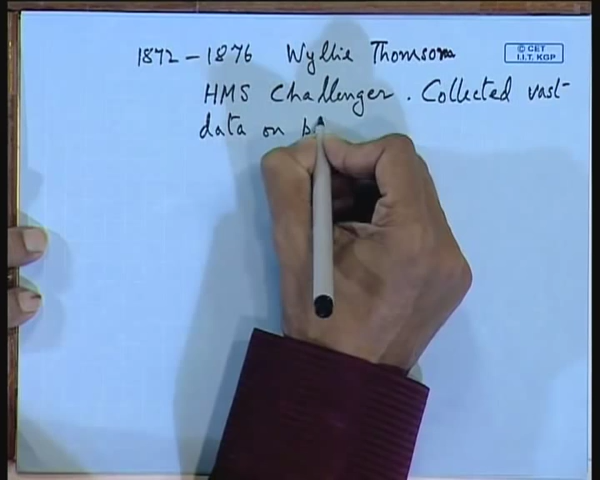 1872-1876 Wyllie Thomson
© CET
I.I.T. KGP
HMS Challenger. Collected vast
data on